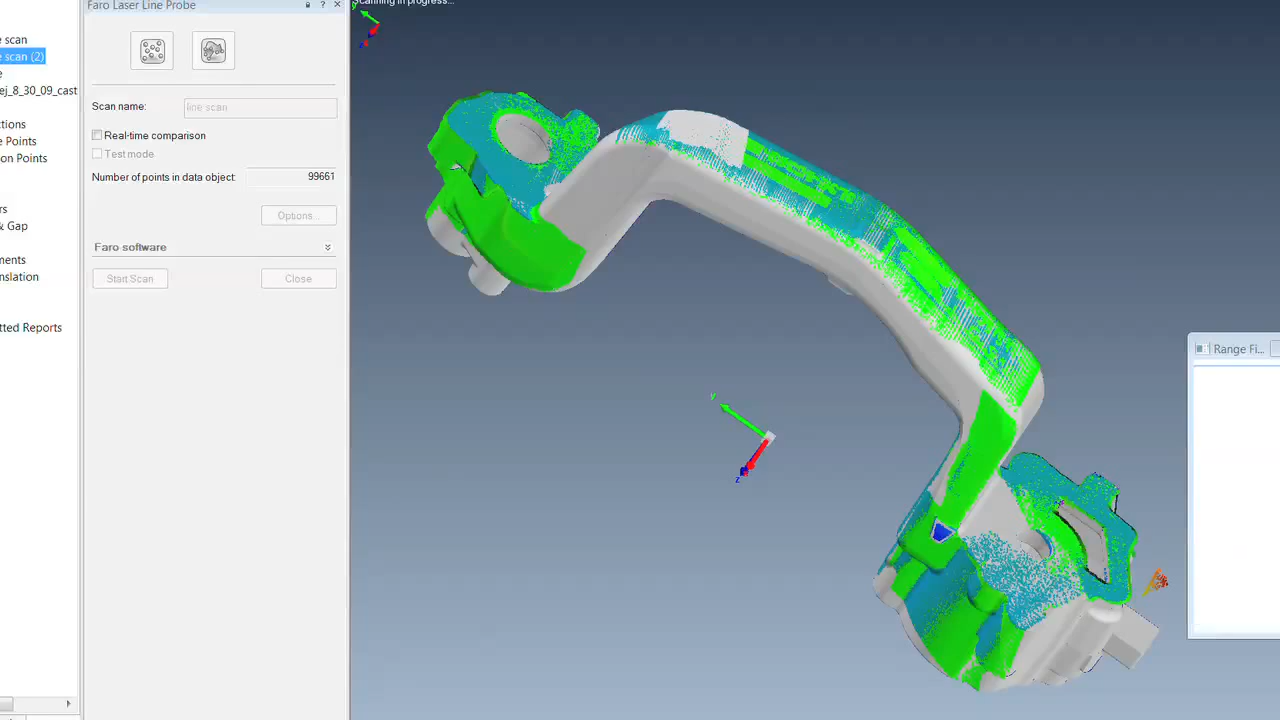 Faro Laser Line Probe
Scanning in progress...
e scan
e scan (2)
e
ej_8_30_09_cast
tions
e Points
on Points
rs
& Gap
ments
nslation
tted Reports
Scan name:
line scan
Real-time comparison
Test mode
Number of points in data object:
99661
Options...
Faro software
Start Scan
Close
y
z
y
z
Range Fi...